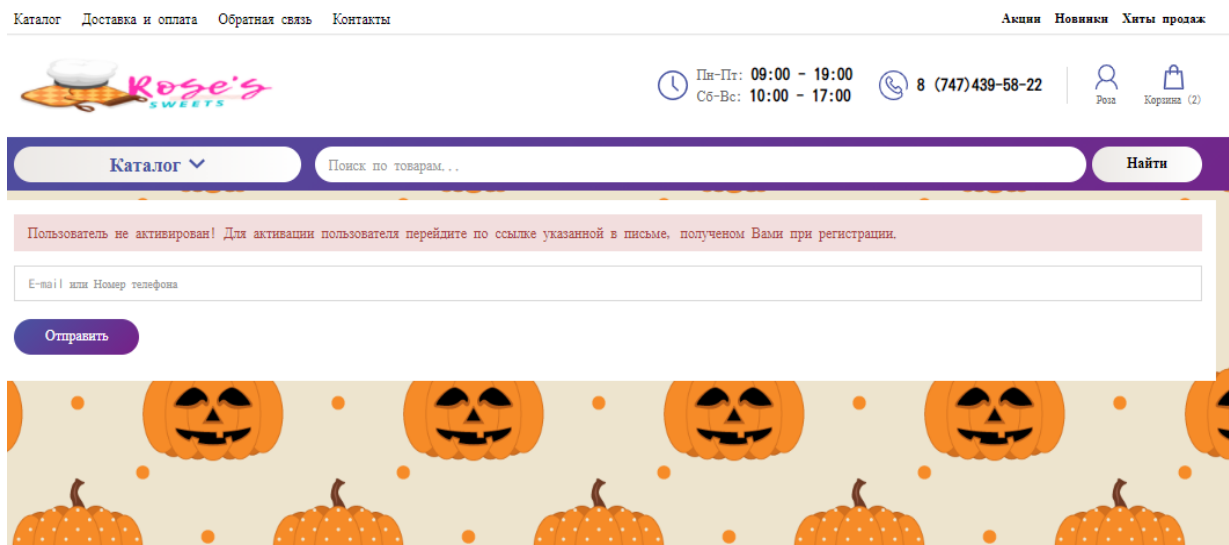 Каталог Доставка и оплата Обратная связь Контакты Акции Новинки Хиты продаж
Rose's
SWEETS
Пн-Пт: 09:00 - 19:00
Сб-Вс: 10:00 - 17:00
8 (747)439-58-22
Роза
Корзина (2)
Каталог
Поиск по товарам...
Найти
Пользователь не активирован! Для активации пользователя перейдите по ссылке указанной в письме, полученом Вами при регистрации.
E-mail или Номер телефона
Отправить